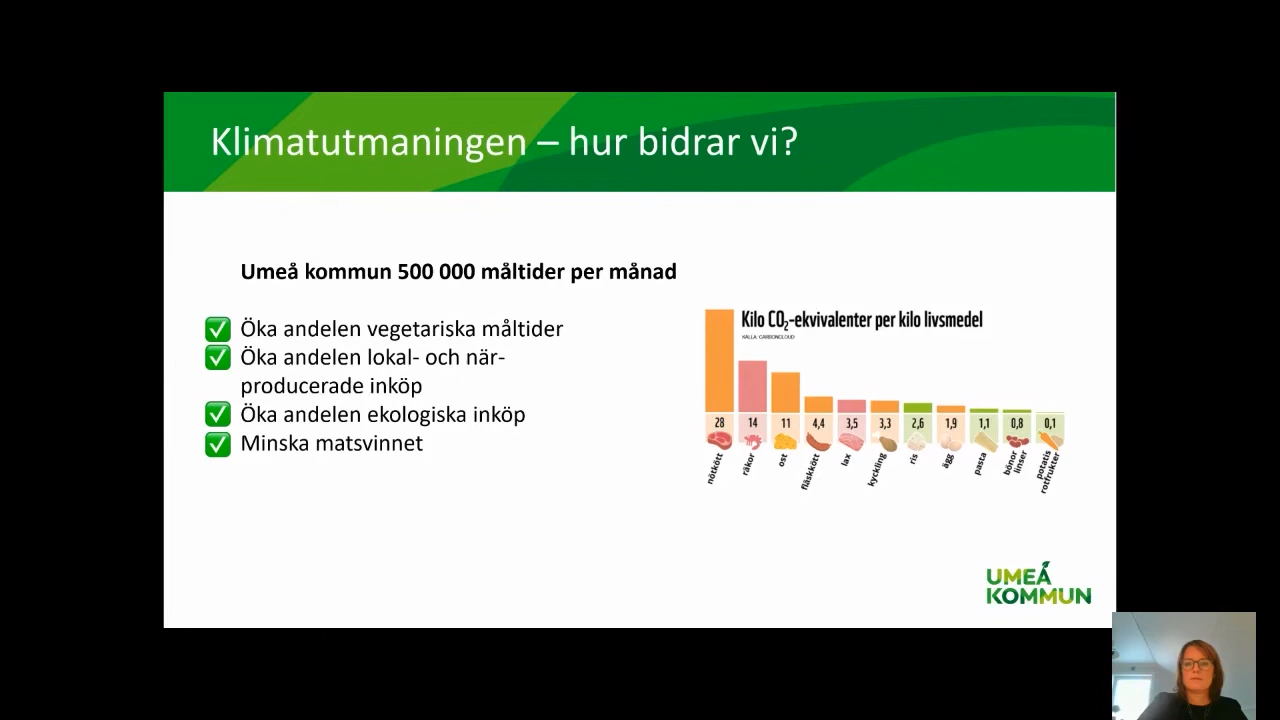 Klimatutmaningen – hur bidrar vi?
Umeå kommun 500 000 måltider per månad
✅ Öka andelen vegetariska måltider
✅ Öka andelen lokal- och när-
producerade inköp
✅ Öka andelen ekologiska inköp
✅ Minska matsvinnet
Kilo CO₂-ekvivalenter per kilo livsmedel
KÄLLA: CARBONCLOUD
28 14 11 4,4 3,5 3,3 2,6 1,9 1,1 0,8 0,1
nötkött räkor ost fläskkött lax kyckling ris ägg pasta bönor linser potatis rotfrukter
UMEÅ
KOMMUN